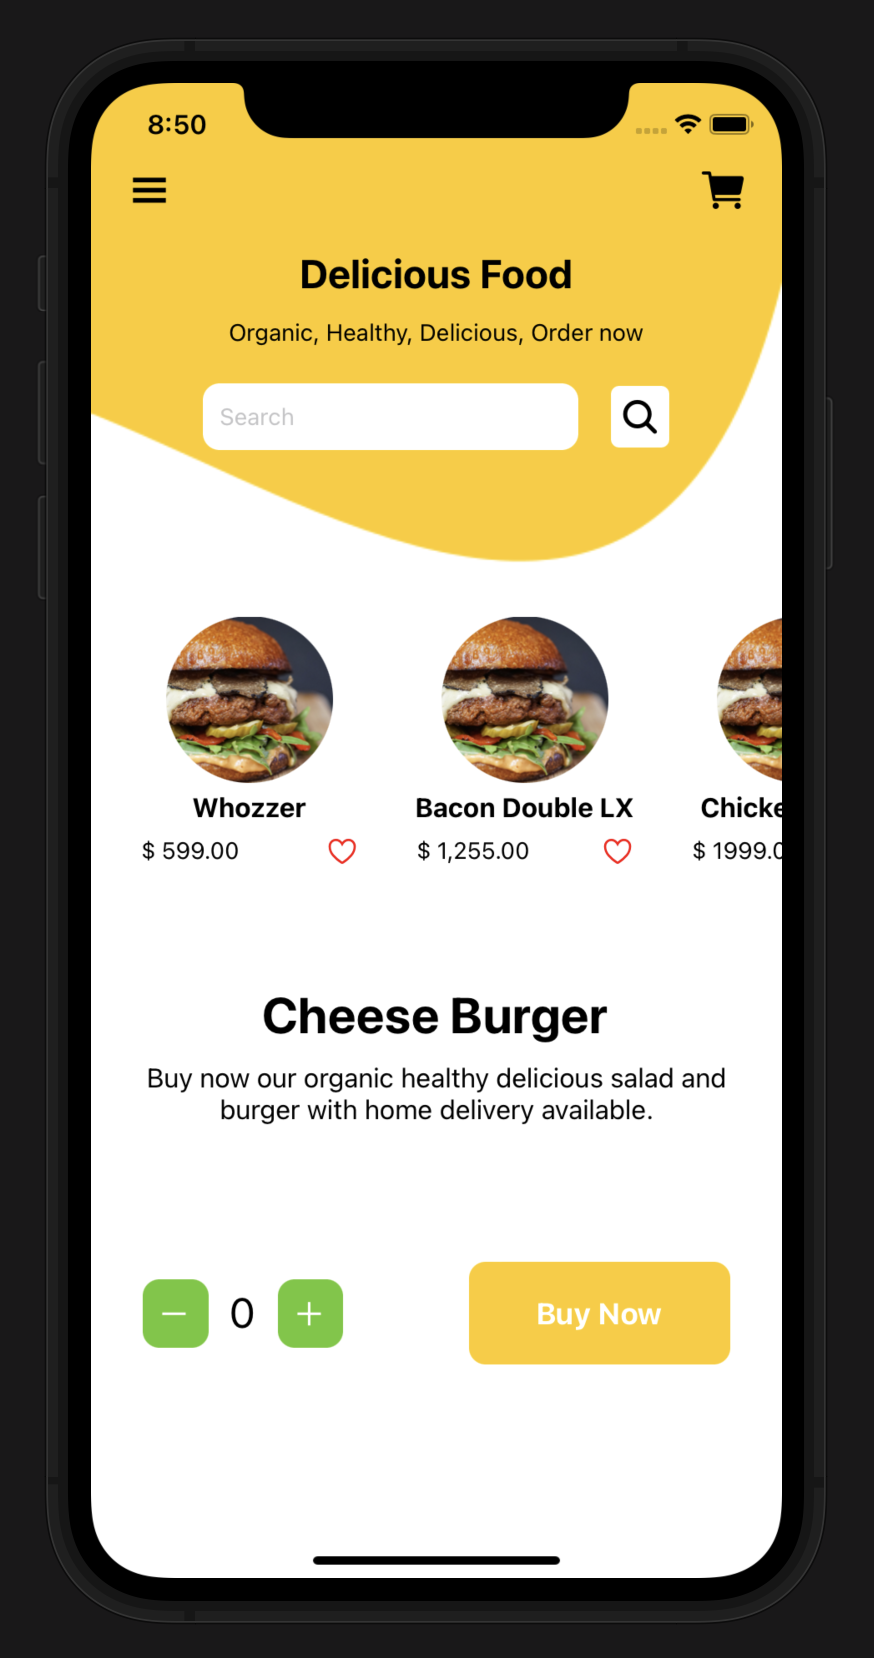 8:50
Delicious Food
Organic, Healthy, Delicious, Order now
Search
Whozzer
Bacon Double LX
$ 599.00
$ 1,255.00
$ 1999.0
Cheese Burger
Buy now our organic healthy delicious salad and
burger with home delivery available.
0
Buy Now